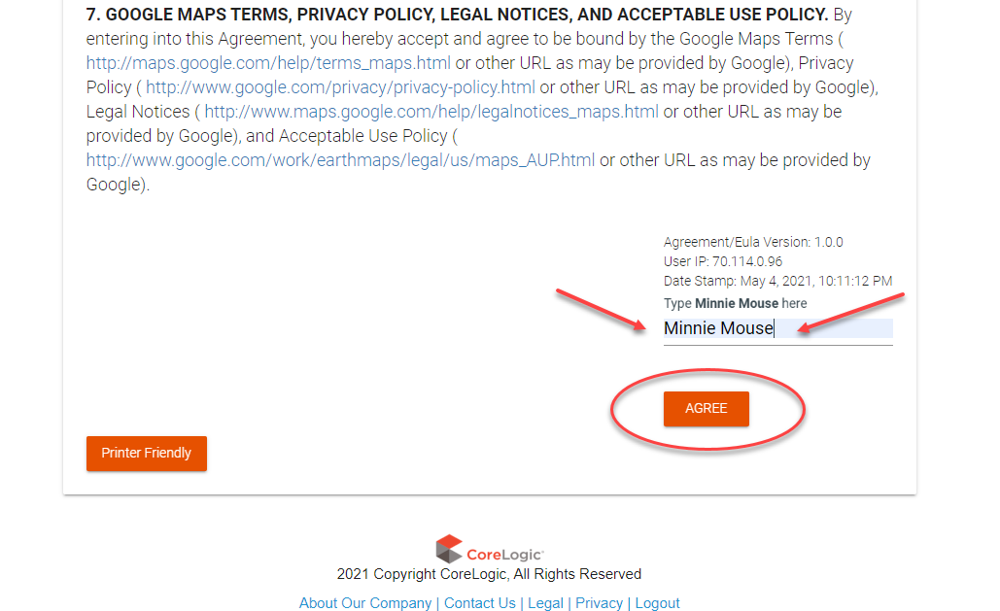 7. GOOGLE MAPS TERMS, PRIVACY POLICY, LEGAL NOTICES, AND ACCEPTABLE USE POLICY. By
entering into this Agreement, you hereby accept and agree to be bound by the Google Maps Terms (
http://maps.google.com/help/terms_maps.html or other URL as may be provided by Google), Privacy
Policy ( http://www.google.com/privacy/privacy-policy.html or other URL as may be provided by Google),
Legal Notices ( http://www.maps.google.com/help/legalnotices_maps.html or other URL as may be
provided by Google), and Acceptable Use Policy (
http://www.google.com/work/earthmaps/legal/us/maps_AUP.html or other URL as may be provided by
Google).
Agreement/Eula Version: 1.0.0
User IP: 70.114.0.96
Date Stamp: May 4, 2021, 10:11:12 PM
Type Minnie Mouse here
Minnie Mouse
AGREE
Printer Friendly
CoreLogic
2021 Copyright CoreLogic, All Rights Reserved
About Our Company | Contact Us | Legal | Privacy | Logout